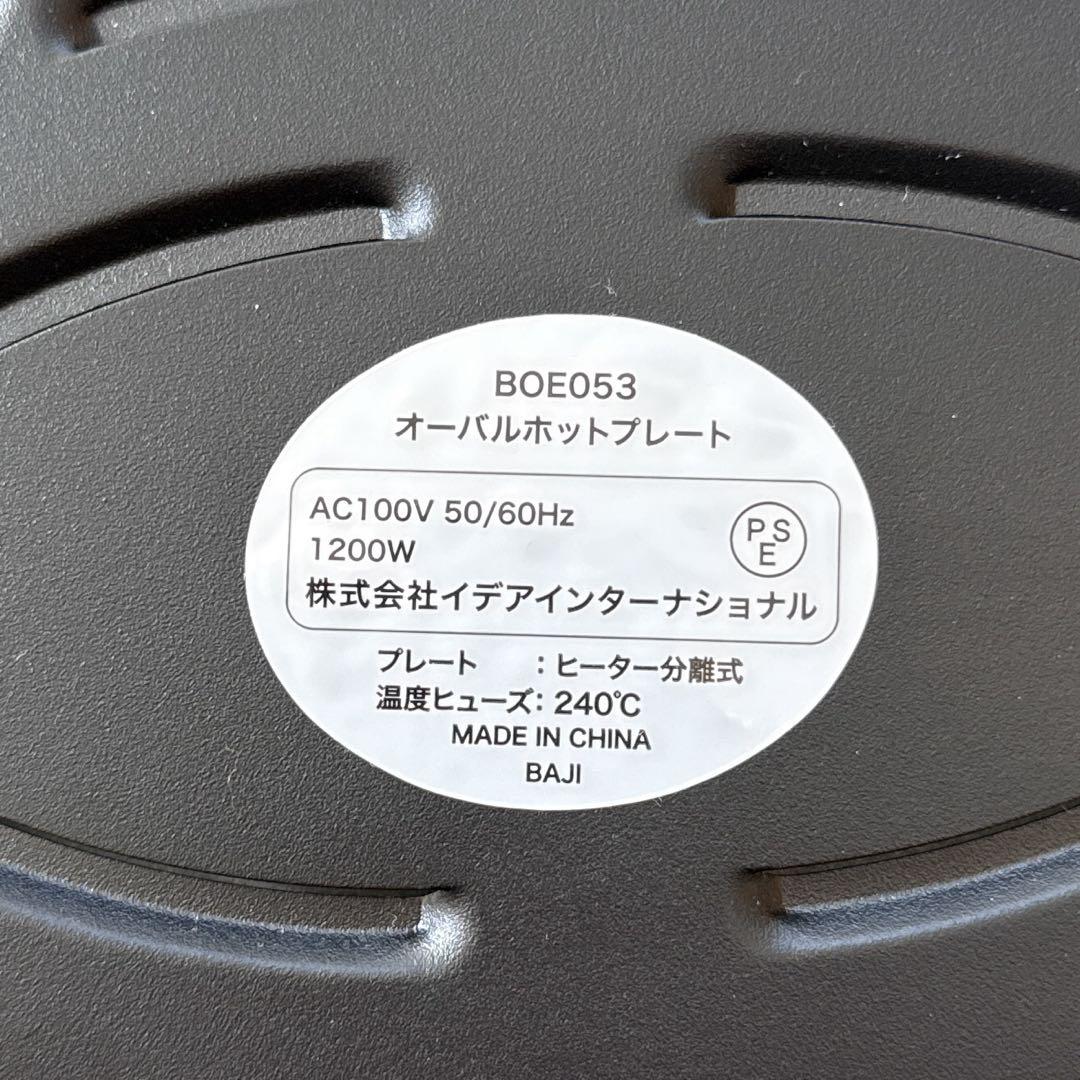 BOE053
オーバルホットプレート
AC100V 50/60Hz
1200W
PSE
株式会社イデアインターナショナル
プレート　：ヒーター分離式
温度ヒューズ：240℃
MADE IN CHINA
BAJI